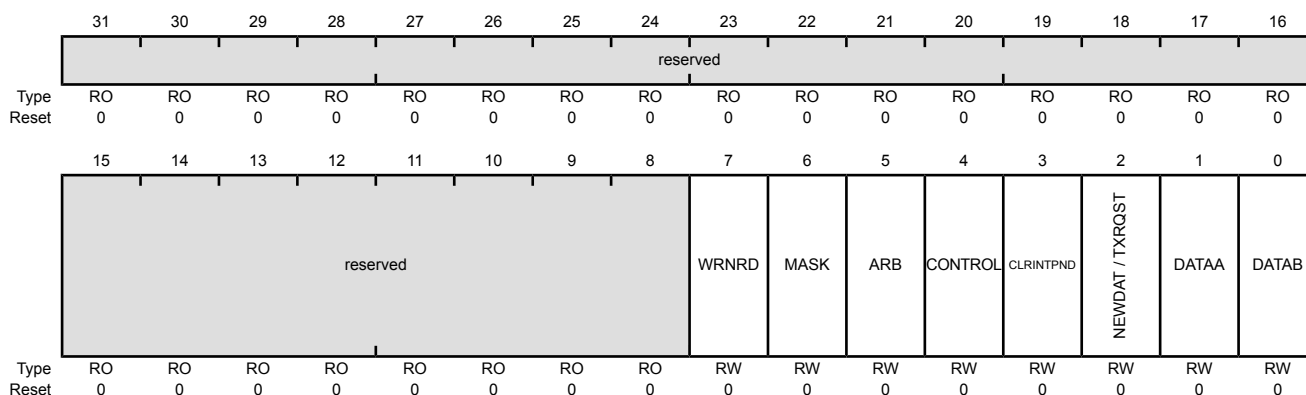 31 30 29 28 27 26 25 24 23 22 21 20 19 18 17 16
reserved
Type RO RO RO RO RO RO RO RO RO RO RO RO RO RO RO RO
Reset 0 0 0 0 0 0 0 0 0 0 0 0 0 0 0 0
15 14 13 12 11 10 9 8 7 6 5 4 3 2 1 0
reserved WRNRD MASK ARB CONTROL CLRINTPND NEWDAT / TXRQST DATAA DATAB
Type RO RO RO RO RO RO RO RO RW RW RW RW RW RW RW RW
Reset 0 0 0 0 0 0 0 0 0 0 0 0 0 0 0 0